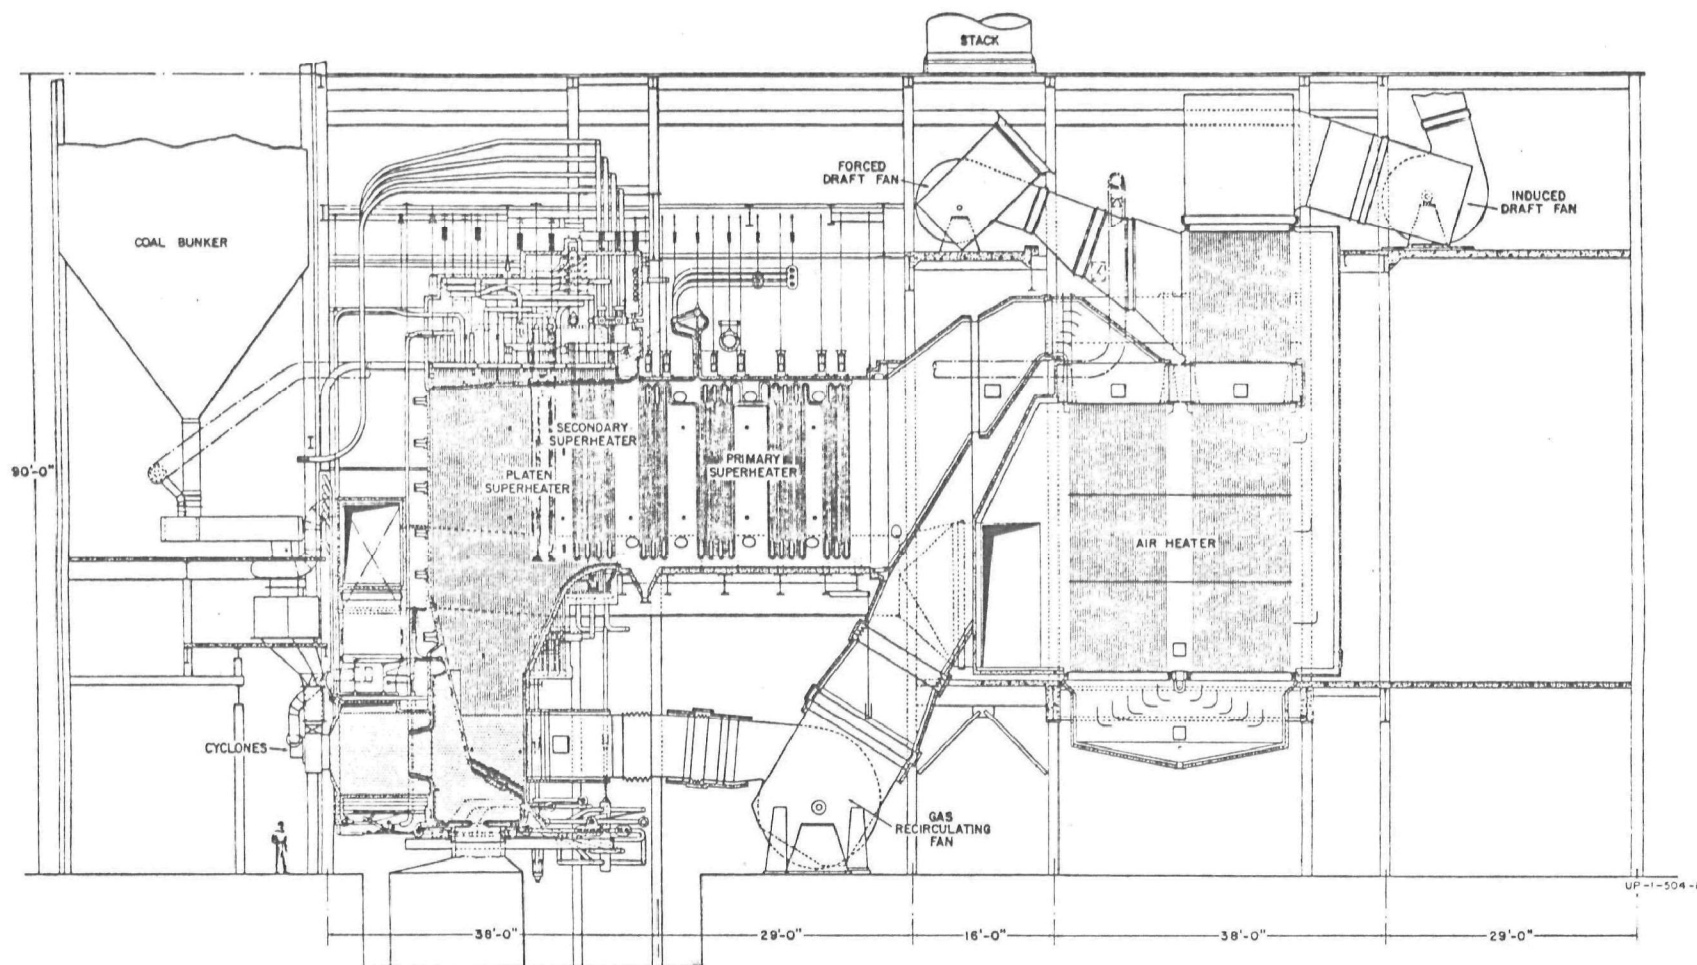 STACK
FORCED
DRAFT FAN
INDUCED
DRAFT FAN
COAL BUNKER
SECONDARY
SUPERHEATER
PRIMARY
SUPERHEATER
PLATEN
SUPERHEATER
90'-0"
AIR HEATER
CYCLONES
GAS
RECIRCULATING
FAN
38'-0"
29'-0"
16'-0"
38'-0"
29'-0"